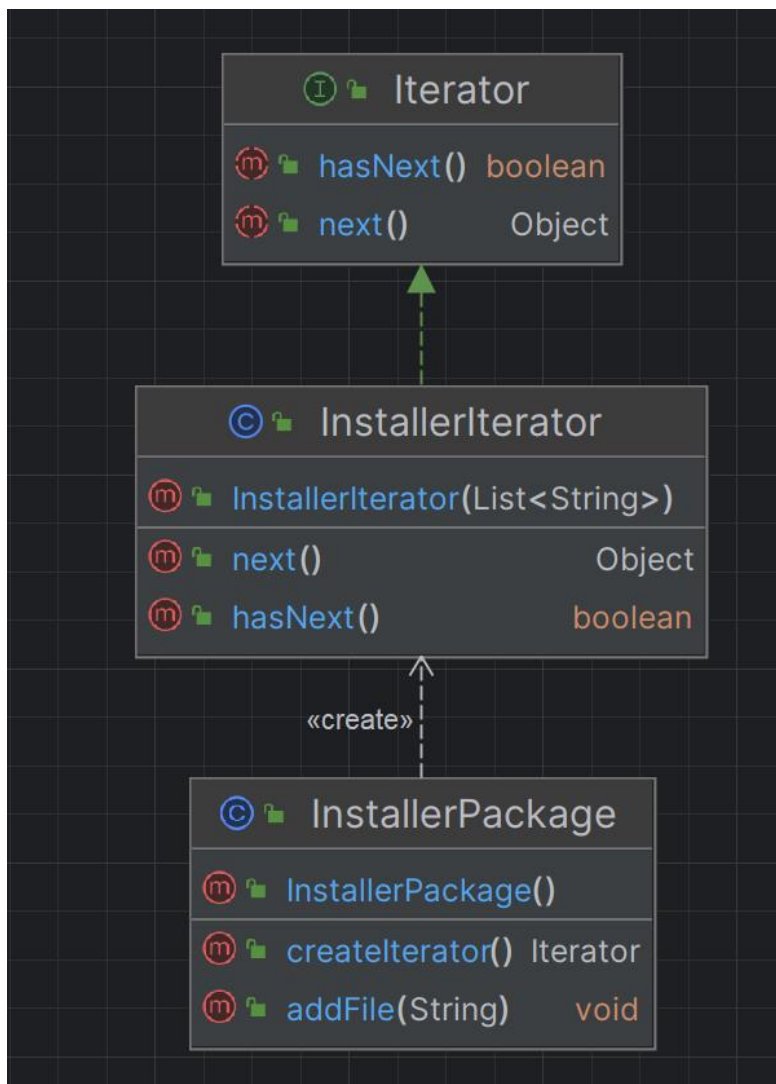 Iterator
hasNext() boolean
next() Object
InstallerIterator
InstallerIterator(List<String>)
next() Object
hasNext() boolean
«create»
InstallerPackage
InstallerPackage()
createIterator() Iterator
addFile(String) void